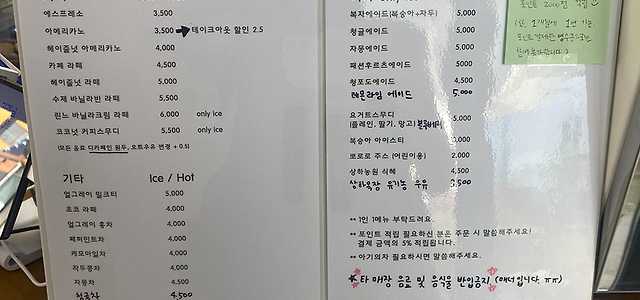 에스프레소 3,500
아메리카노 3,500 → 테이크아웃 할인 2.5
헤이즐넛 아메리카노 4,000
카페 라떼 4,500
헤이즐넛 라떼 5,000
수제 바닐라빈 라떼 5,500
린느 바닐라크림 라떼 6,000 only ice
코코넛 커피스무디 5,500 only ice
(모든 음료 디카페인 원두, 오트우유 변경 + 0.5)
기타 Ice / Hot
얼그레이 밀크티 5,000
초코 라떼 4,000
얼그레이 홍차 4,000
페퍼민트차 4,000
캐모마일차 4,000
작두콩차 4,000
자몽차 4,500
4,500
복자에이드(복숭아+자두) 5,000
청귤에이드 5,000
자몽에이드 5,000
패션후르츠에이드 5,000
청포도에이드 4,500
레몬라임 에이드 5,000
요거트스무디 5,000
(플레인, 딸기, 망고) 블루베리
복숭아 아이스티 3,000
뽀로로 주스 (어린이용) 2,000
상하농원 식혜 4,500
상하목장 유기농 우유 3,500
** 1인 1메뉴 부탁드려요.
** 포인트 적립 필요하신 분은 주문 시 말씀해주세요!
결제 금액의 5% 적립됩니다.
** 아기의자 필요하시면 말씀해주세요.
* 타 매장 음료 및 음식물 반입금지 (매너입니다. ㅠㅠ)
포인트 2000점